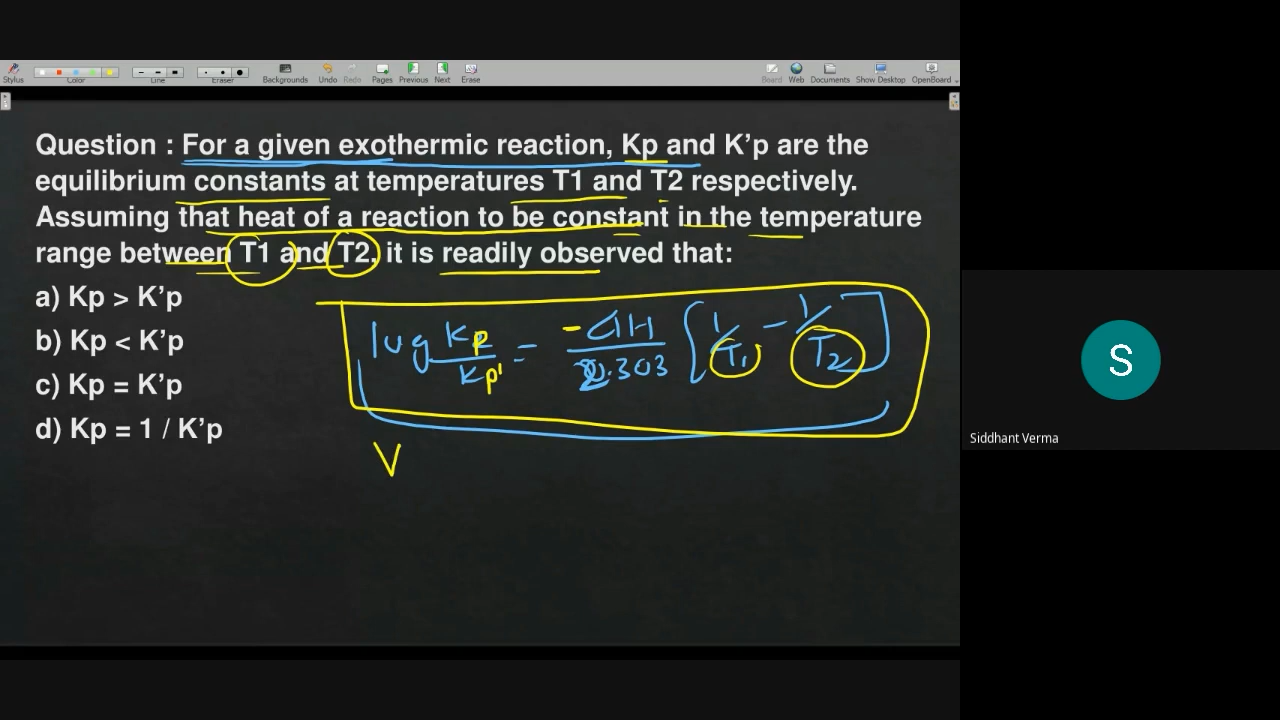 Stylus Color Line Eraser Backgrounds Undo Redo Pages Previous Next Erase Board Web Documents Show Desktop OpenBoard
Question : For a given exothermic reaction, Kp and K’p are the
equilibrium constants at temperatures T1 and T2 respectively.
Assuming that heat of a reaction to be constant in the temperature
range between T1 and T2, it is readily observed that:
a) Kp > K’p
b) Kp < K’p
c) Kp = K’p
d) Kp = 1 / K’p
log Kp/Kp' = -ΔH/2.303 [1/T1 - 1/T2]
V
S
Siddhant Verma